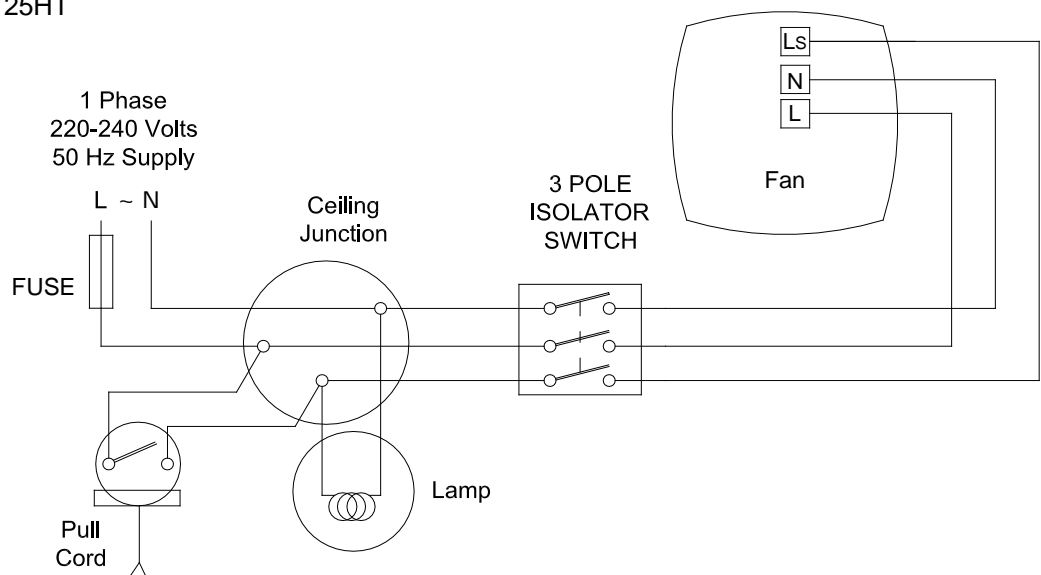 25HT
1 Phase
220-240 Volts
50 Hz Supply
L ~ N
FUSE
Ceiling
Junction
3 POLE
ISOLATOR
SWITCH
Ls
N
L
Fan
Lamp
Pull
Cord